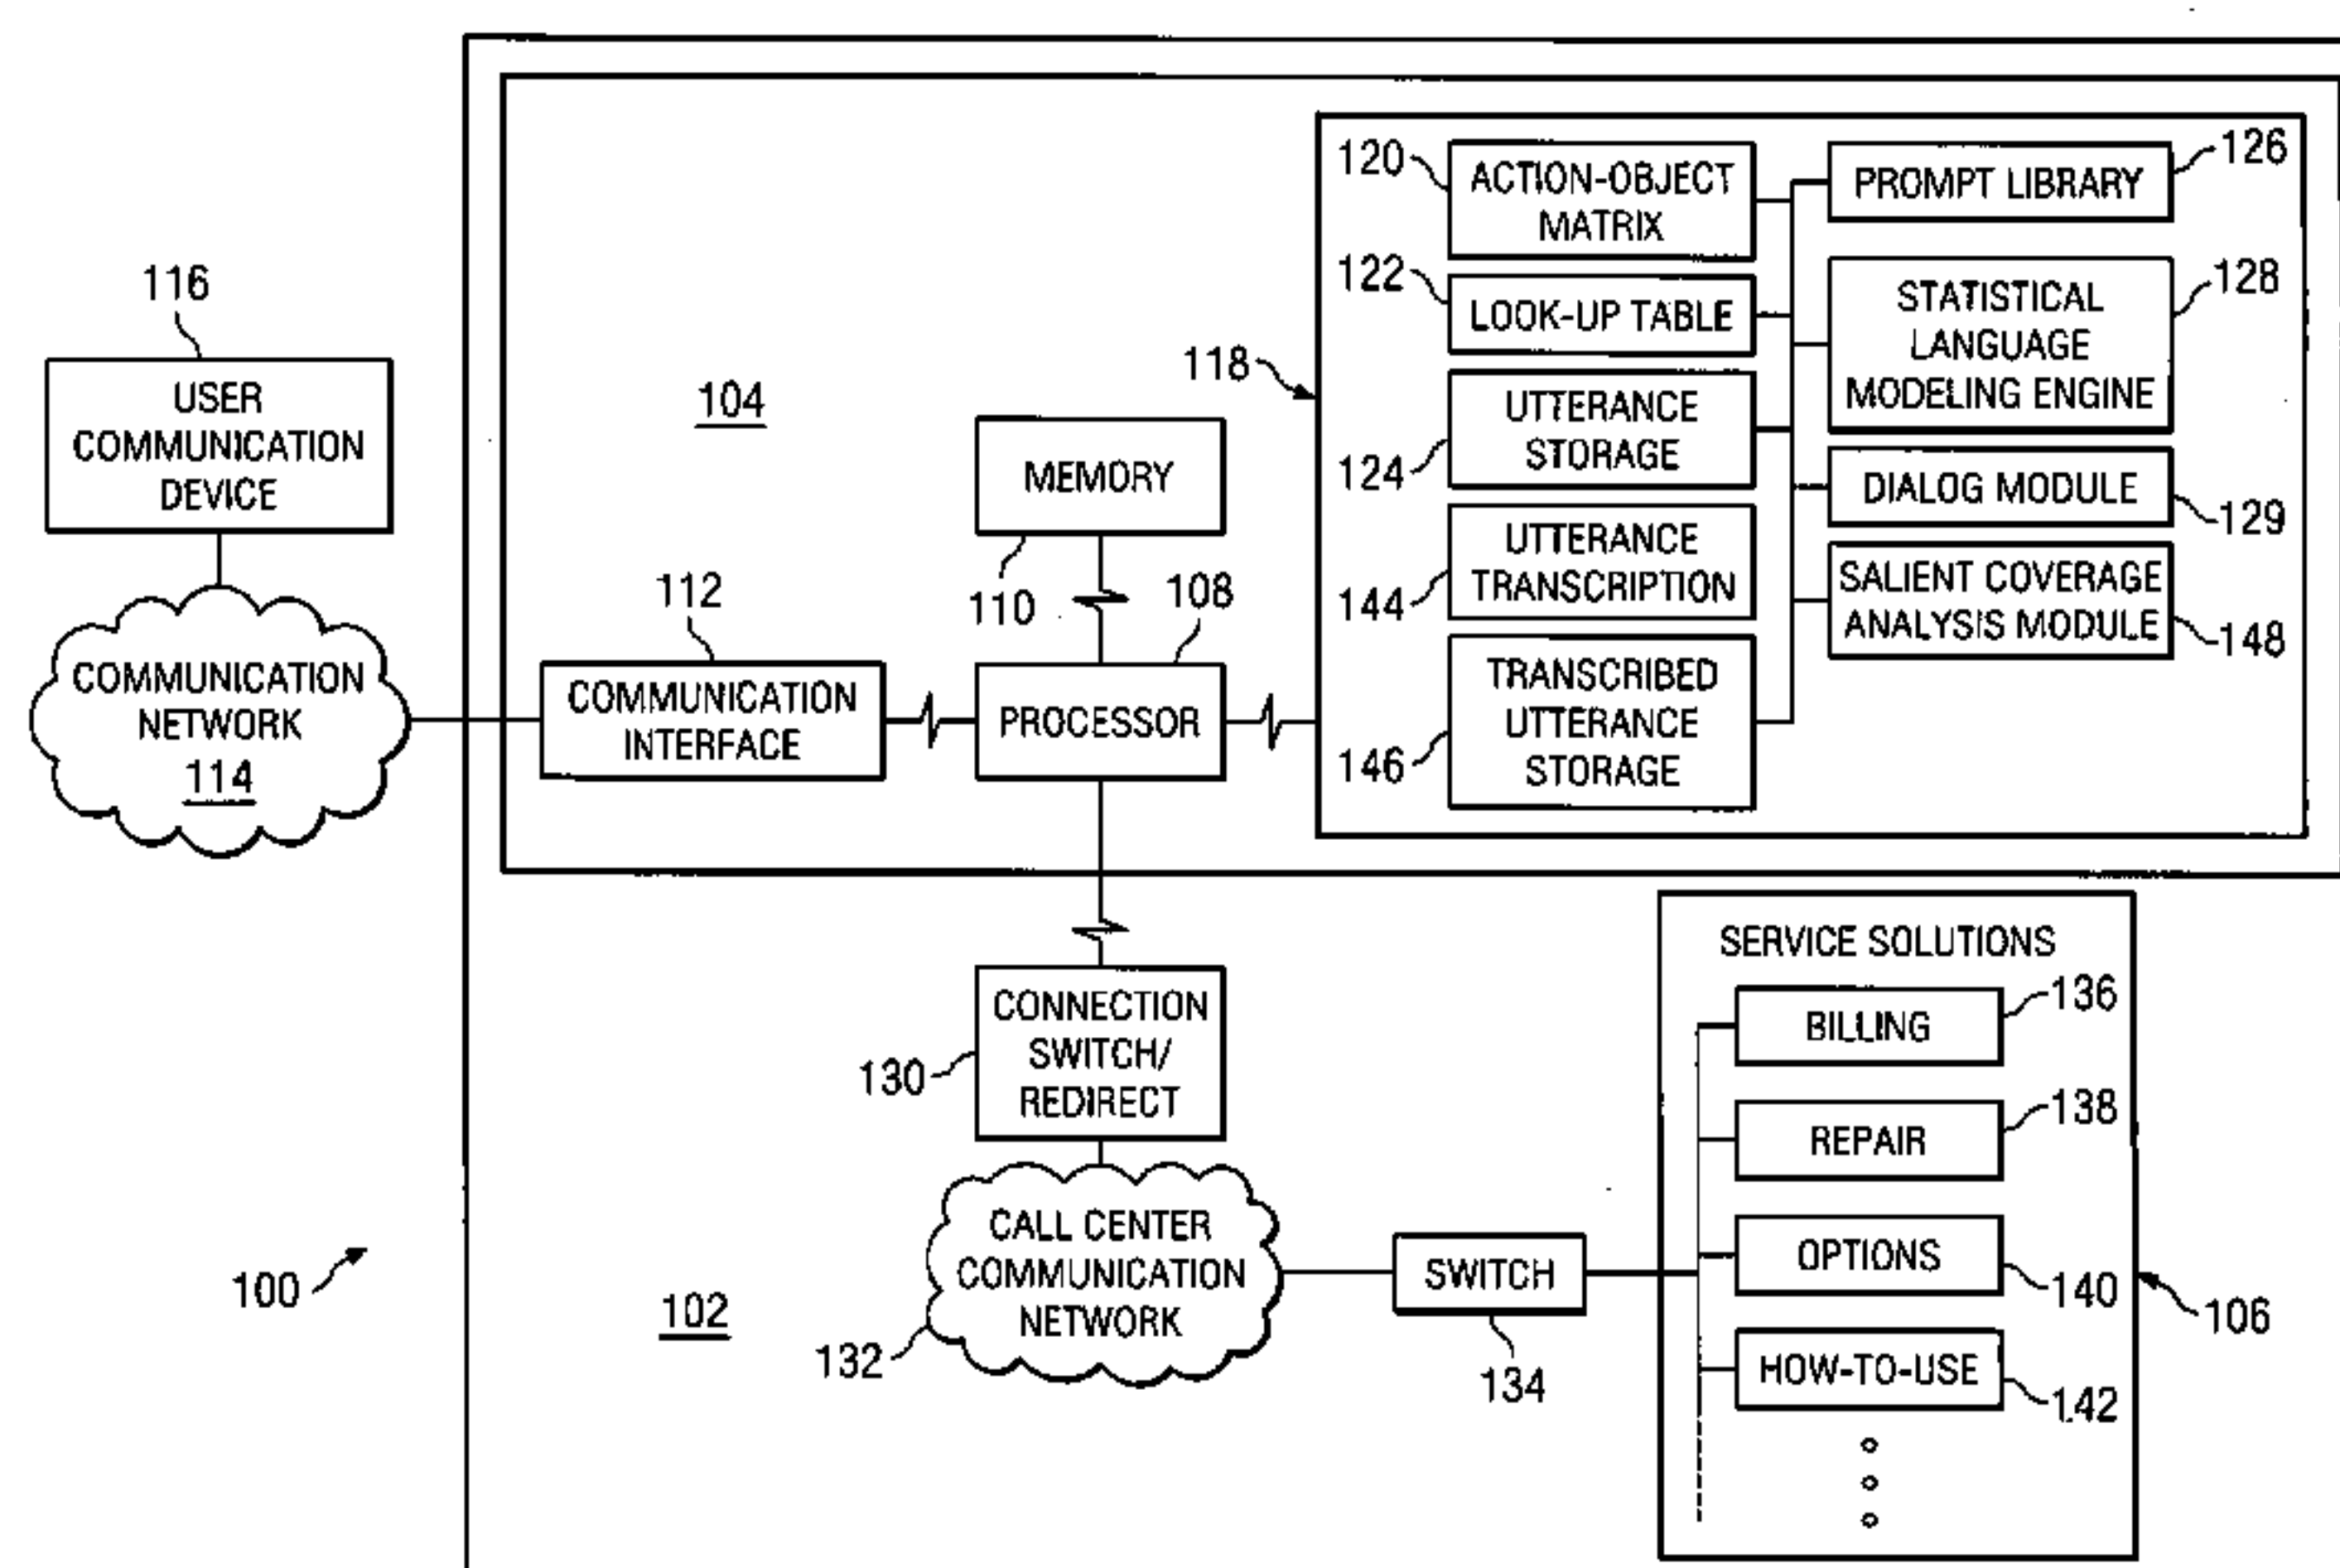 116
USER
COMMUNICATION
DEVICE
COMMUNICATION
NETWORK
114
104
112
COMMUNICATION
INTERFACE
MEMORY
110
108
PROCESSOR
118
120
ACTION-OBJECT
MATRIX
122
LOOK-UP TABLE
124
UTTERANCE
STORAGE
144
UTTERANCE
TRANSCRIPTION
146
TRANSCRIBED
UTTERANCE
STORAGE
126
PROMPT LIBRARY
128
STATISTICAL
LANGUAGE
MODELING ENGINE
DIALOG MODULE
129
SALIENT COVERAGE
ANALYSIS MODULE
148
130
CONNECTION
SWITCH/
REDIRECT
100
102
CALL CENTER
COMMUNICATION
NETWORK
132
SWITCH
134
SERVICE SOLUTIONS
BILLING
136
REPAIR
138
OPTIONS
140
HOW-TO-USE
142
106